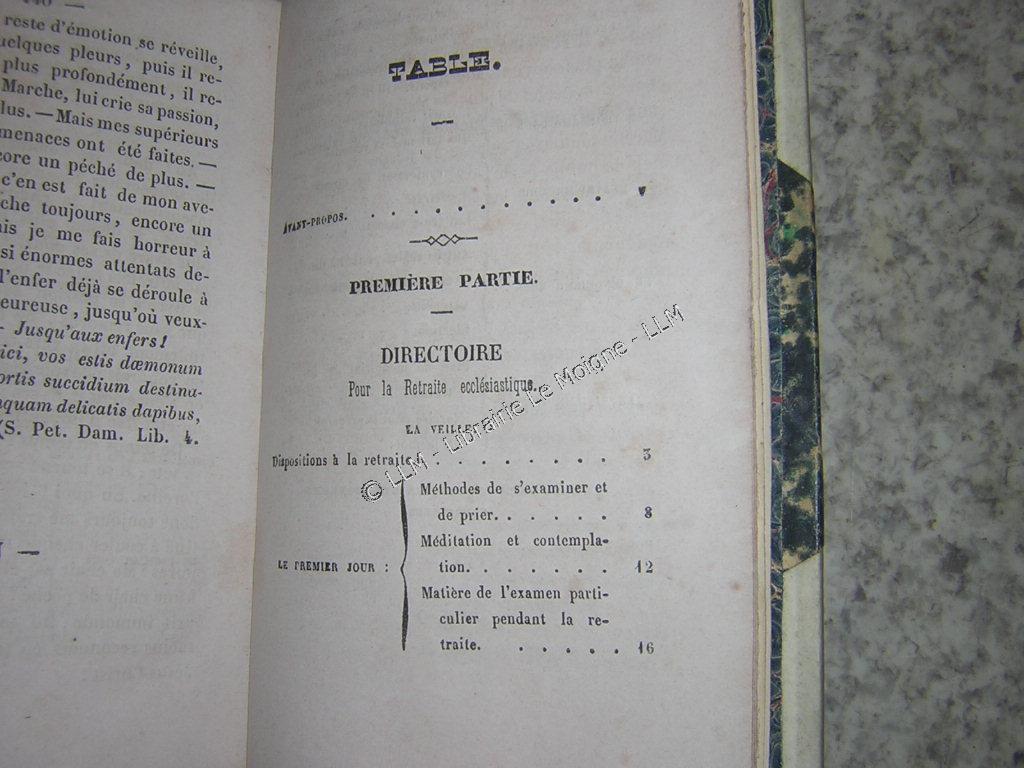 140 —
reste d'émotion se réveille,
uelques pleurs, puis il re-
plus profondément, il re-
Marche, lui crie sa passion,
lus. — Mais mes supérieurs
menaces ont été faites. —
core un péché de plus. —
c'en est fait de mon ave-
che toujours, encore un
is je me fais horreur à
si énormes attentats de-
l'enfer déjà se déroule à
eureuse, jusqu'où veux-
- Jusqu'aux enfers!
ici, vos estis dæmonum
ortis succidium destina-
nquam delicatis dapibus,
(S. Pet. Dam. Lib. 4.
TABLE.
AVANT-PROPOS. . . . . . . . . . . . v
PREMIÈRE PARTIE.
DIRECTOIRE
Pour la Retraite ecclésiastique.
LA VEILLE
Dispositions à la retraite . . . . . . . . 3
Méthodes de s'examiner et
de prier. . . . . . 8
Méditation et contempla-
LE PREMIER JOUR : tion. . . . . . . 12
Matière de l'examen parti-
culier pendant la re-
traite. . . . . . 16
© LLM - Librairie Le Moigne - LLM